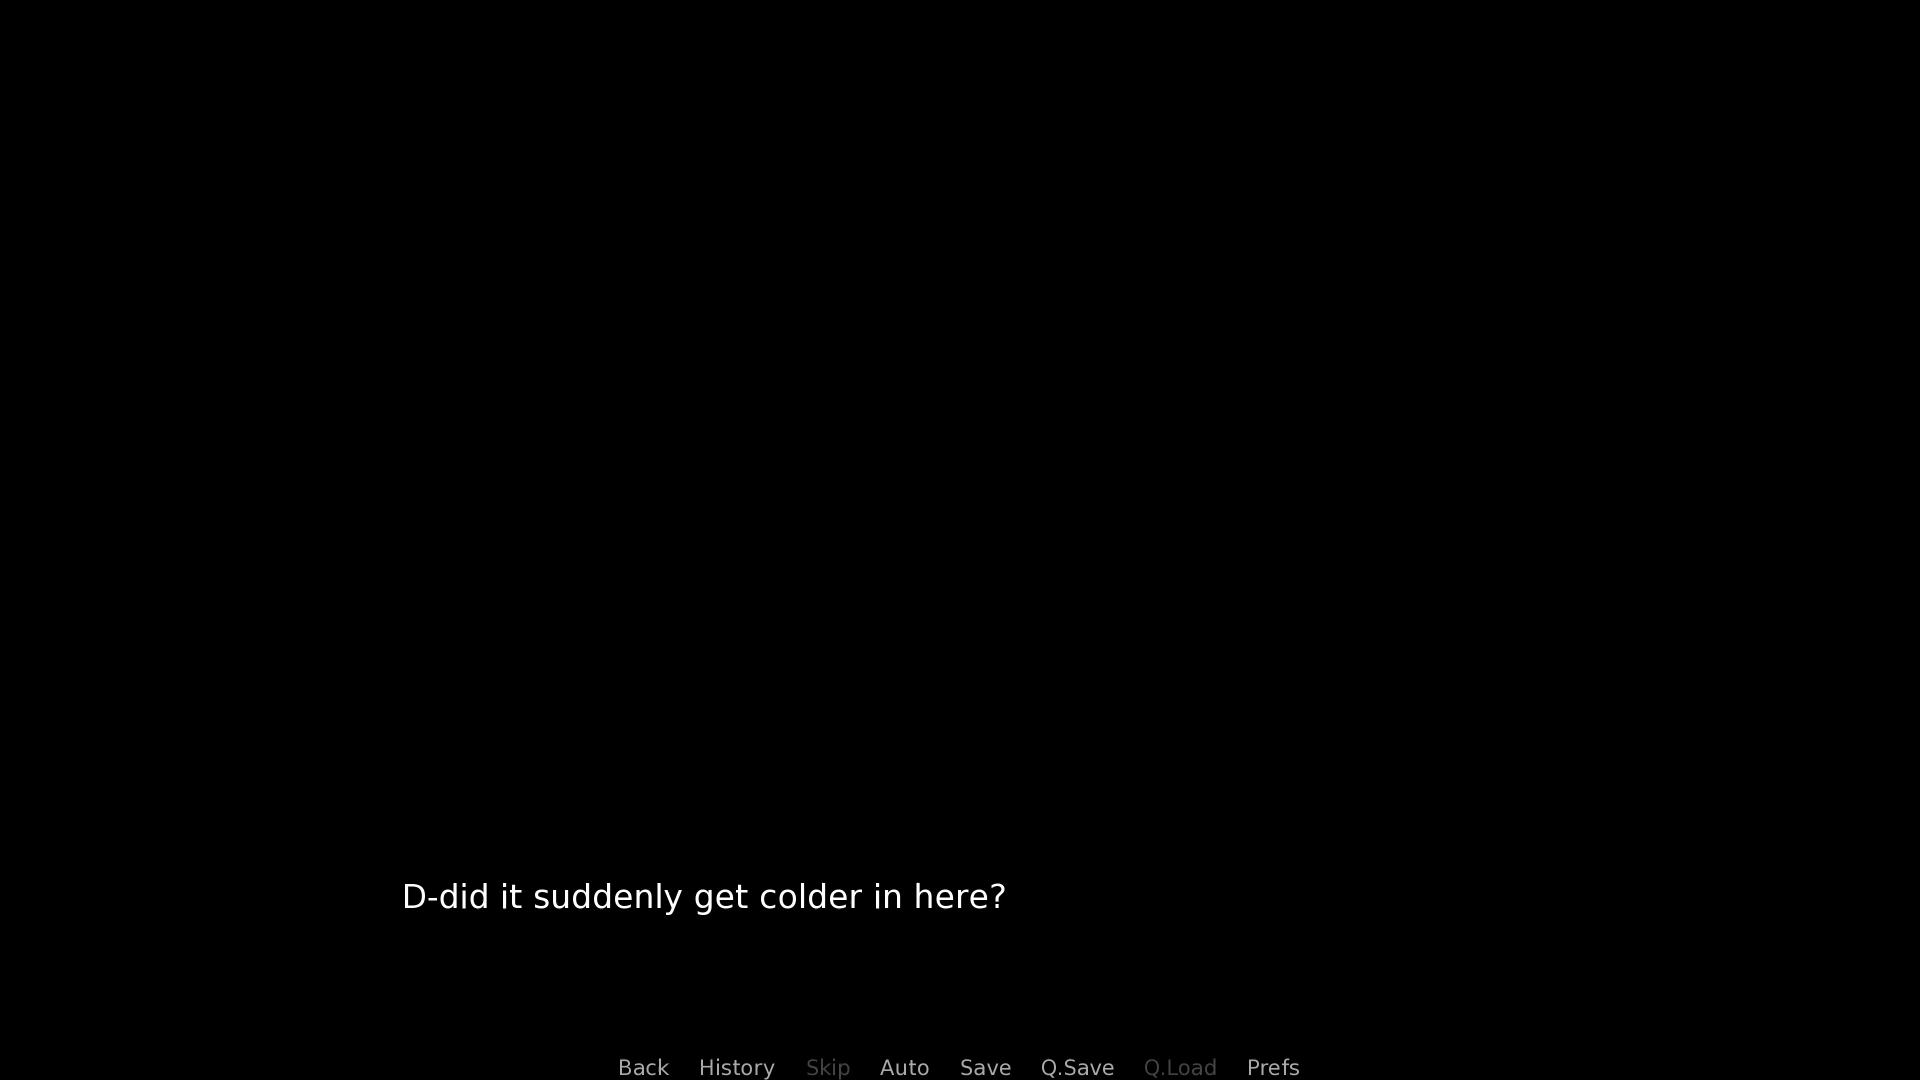 D-did it suddenly get colder in here?
Back History Skip Auto Save Q.Save Q.Load Prefs